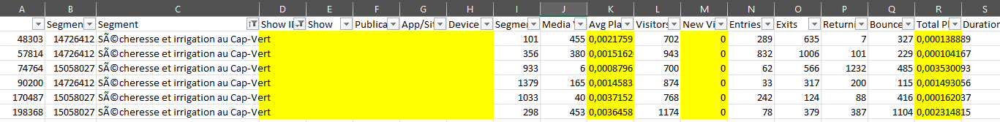 A B C D E F G H I J K L M N O P Q R S
Segmen Segment Show ID Show Publica App/Sit Device Segmen Media V Avg Pla Visitors New Vi Entries Exits Returni Bounce Total Pl Duration
48303 14726412 SÃ©cheresse et irrigation au Cap-Vert 101 455 0,0021759 702 0 289 635 7 327 0,000138889
57814 14726412 SÃ©cheresse et irrigation au Cap-Vert 356 380 0,0015162 943 0 832 1006 101 229 0,000104167
74764 15058027 SÃ©cheresse et irrigation au Cap-Vert 933 6 0,0008796 700 0 62 566 1232 485 0,003530093
90200 14726412 SÃ©cheresse et irrigation au Cap-Vert 1379 165 0,0014583 874 0 33 317 200 115 0,001493056
170487 15058027 SÃ©cheresse et irrigation au Cap-Vert 1033 40 0,0037152 768 0 242 124 88 416 0,000162037
198368 15058027 SÃ©cheresse et irrigation au Cap-Vert 298 453 0,0036458 1174 0 78 379 387 1104 0,002314815